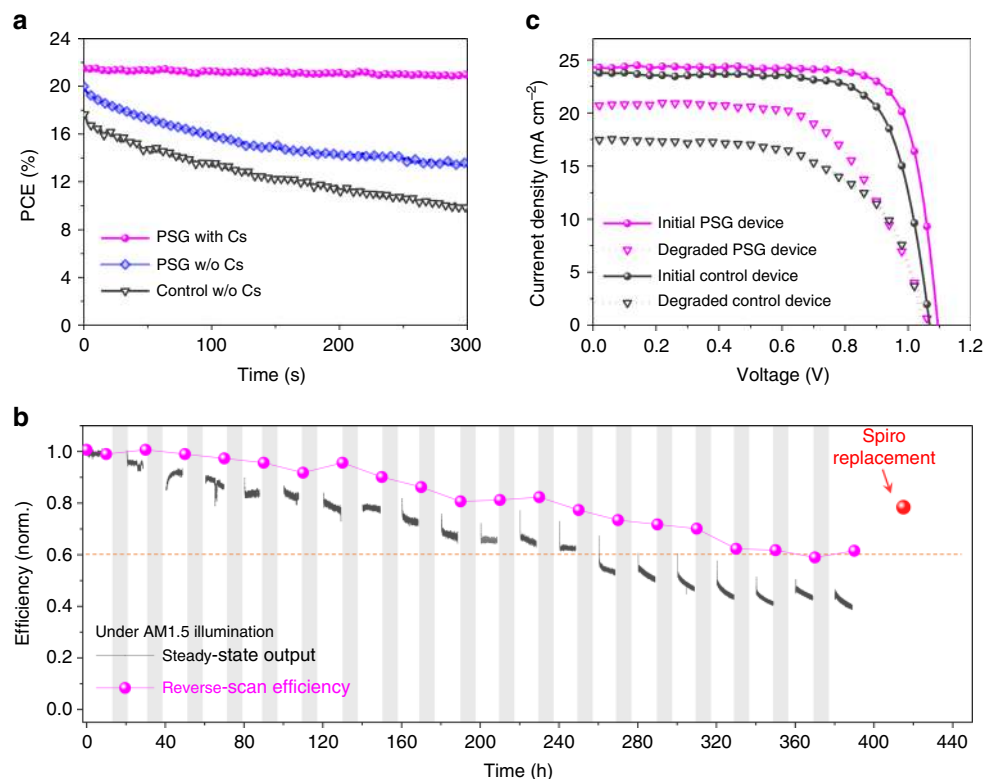 a
24
20
16
12
8
4
0
PCE (%)
PSG with Cs
PSG w/o Cs
Control w/o Cs
0 100 200 300
Time (s)
c
30
25
20
15
10
5
0
Currenet density (mA cm⁻²)
Initial PSG device
Degraded PSG device
Initial control device
Degraded control device
0.0 0.2 0.4 0.6 0.8 1.0 1.2
Voltage (V)
b
1.0
0.8
0.6
0.4
0.2
0.0
Efficiency (norm.)
Spiro
replacement
Under AM1.5 illumination
Steady-state output
Reverse-scan efficiency
0 40 80 120 160 200 240 280 320 360 400 440
Time (h)